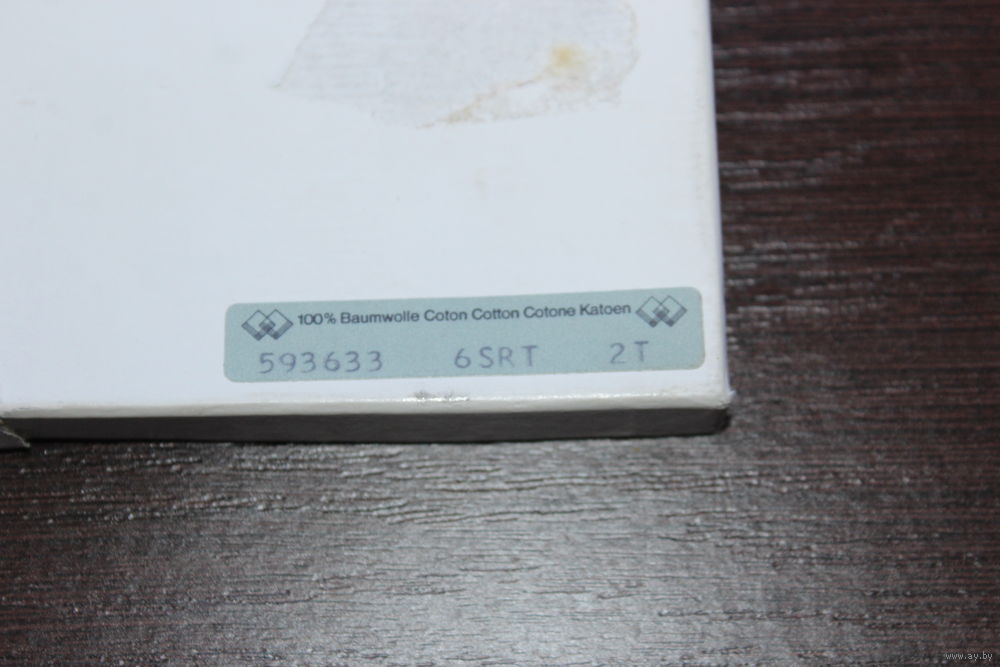 100% Baumwolle Coton Cotton Cotone Katoen
593633 6SRT 2T
www.ay.by